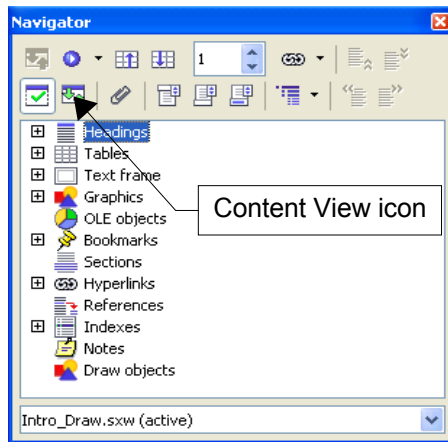 Navigator
1
Headings
Tables
Text frame
Graphics
Content View icon
OLE objects
Bookmarks
Sections
Hyperlinks
References
Indexes
Notes
Draw objects
Intro_Draw.sxw (active)